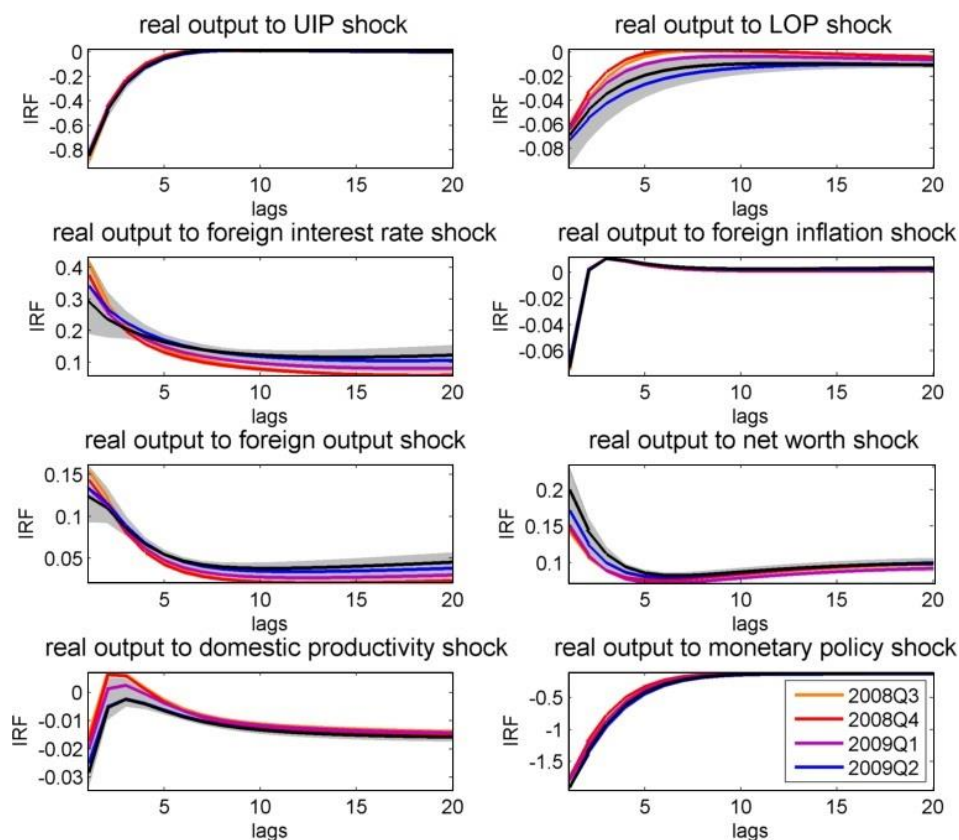 real output to UIP shock
0
-0.2
-0.4
-0.6
-0.8
IRF
5 10 15 20
lags
real output to LOP shock
0
-0.02
-0.04
-0.06
-0.08
IRF
5 10 15 20
lags
real output to foreign interest rate shock
0.4
0.3
0.2
0.1
IRF
5 10 15 20
lags
real output to foreign inflation shock
0
-0.02
-0.04
-0.06
IRF
5 10 15 20
lags
real output to foreign output shock
0.15
0.1
0.05
IRF
5 10 15 20
lags
real output to net worth shock
0.2
0.15
0.1
IRF
5 10 15 20
lags
real output to domestic productivity shock
0
-0.01
-0.02
-0.03
IRF
5 10 15 20
lags
real output to monetary policy shock
-0.5
-1
-1.5
IRF
5 10 15 20
lags
2008Q3
2008Q4
2009Q1
2009Q2